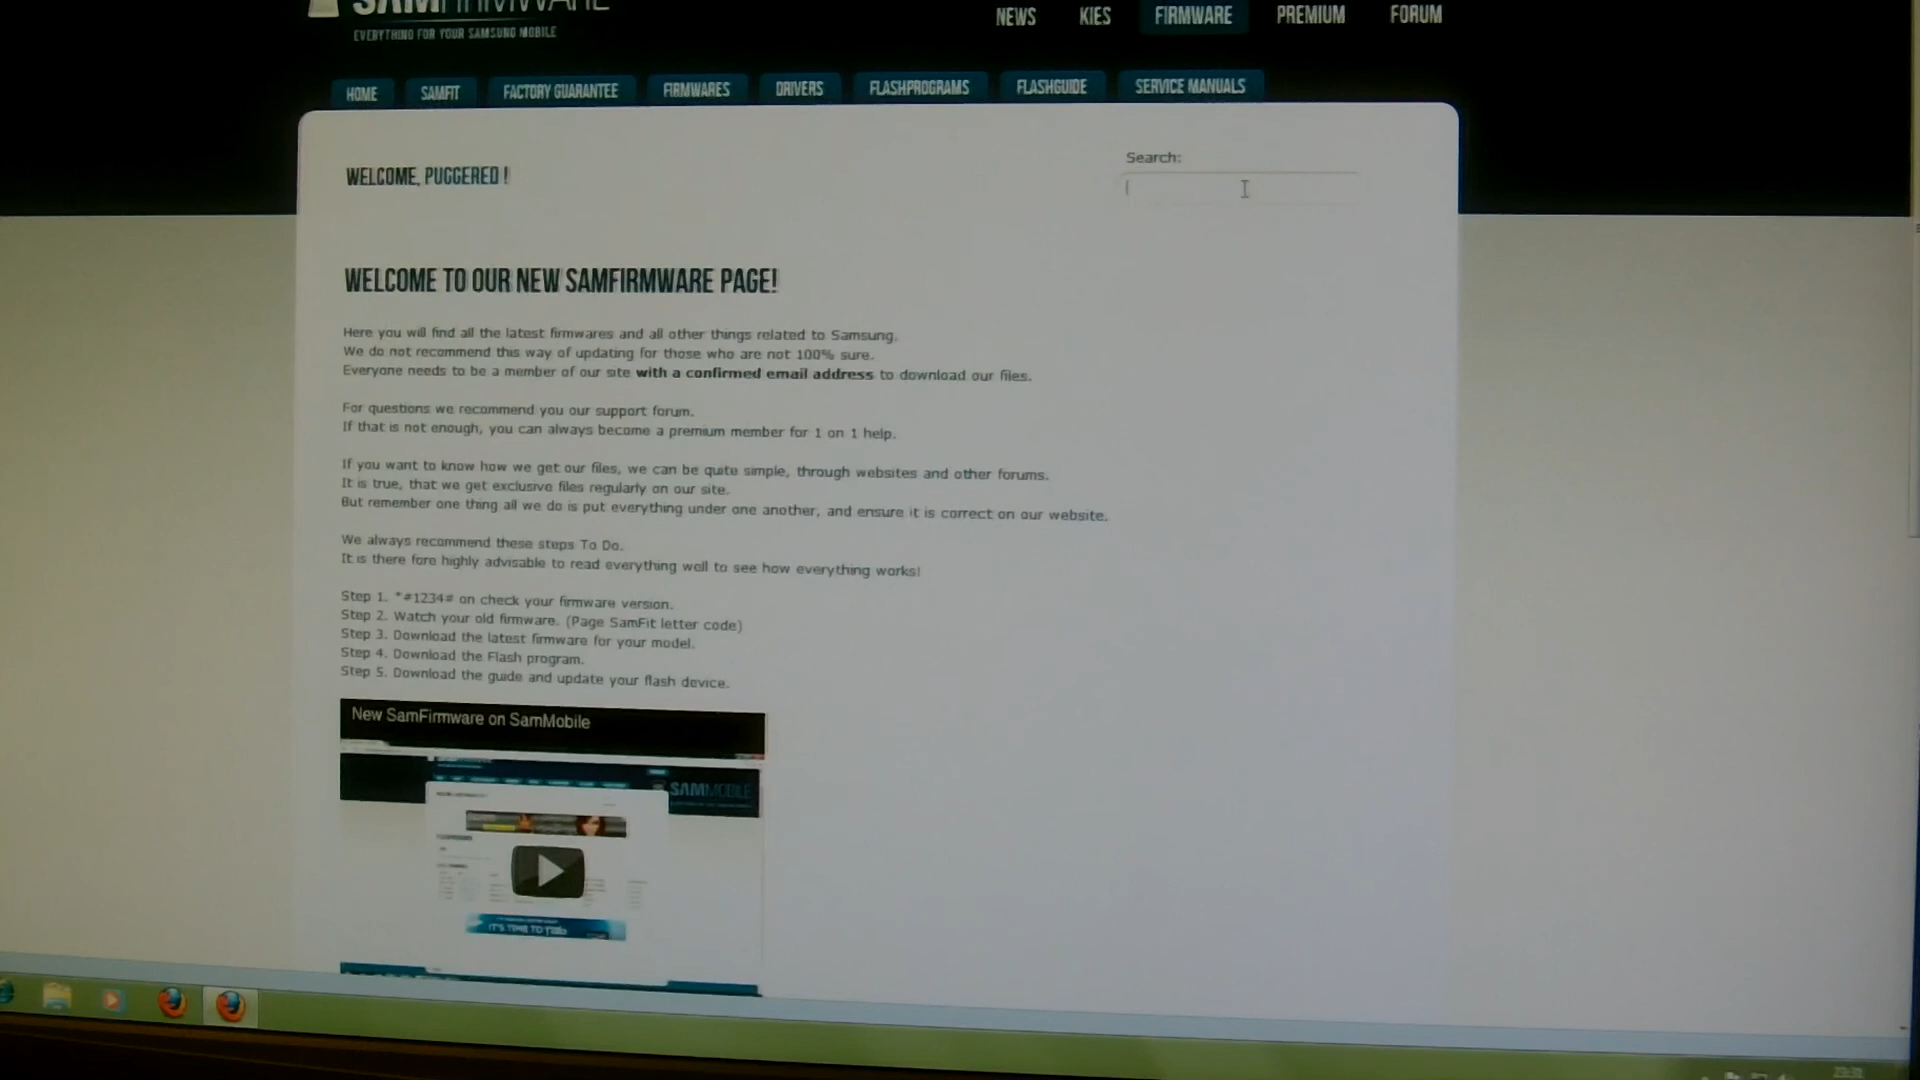 SAMFIRMWARE
EVERYTHING FOR YOUR SAMSUNG MOBILE
NEWS KIES FIRMWARE PREMIUM FORUM
HOME SAMFIT FACTORY GUARANTEE FIRMWARES DRIVERS FLASHPROGRAMS FLASHGUIDE SERVICE MANUALS
WELCOME, PUGGERED !
Search:
WELCOME TO OUR NEW SAMFIRMWARE PAGE!
Here you will find all the latest firmwares and all other things related to Samsung.
We do not recommend this way of updating for those who are not 100% sure.
Everyone needs to be a member of our site with a confirmed email address to download our files.
For questions we recommend you our support forum.
If that is not enough, you can always become a premium member for 1 on 1 help.
If you want to know how we get our files, we can be quite simple, through websites and other forums.
It is true, that we get exclusive files regularly on our site.
But remember one thing all we do is put everything under one another, and ensure it is correct on our website.
We always recommend these steps To Do.
It is there fore highly advisable to read everything well to see how everything works!
Step 1. *#1234# on check your firmware version.
Step 2. Watch your old firmware. (Page SamFit letter code)
Step 3. Download the latest firmware for your model.
Step 4. Download the Flash program.
Step 5. Download the guide and update your flash device.
New SamFirmware on SamMobile
SAMMOBILE
IT'S TIME TO TAB